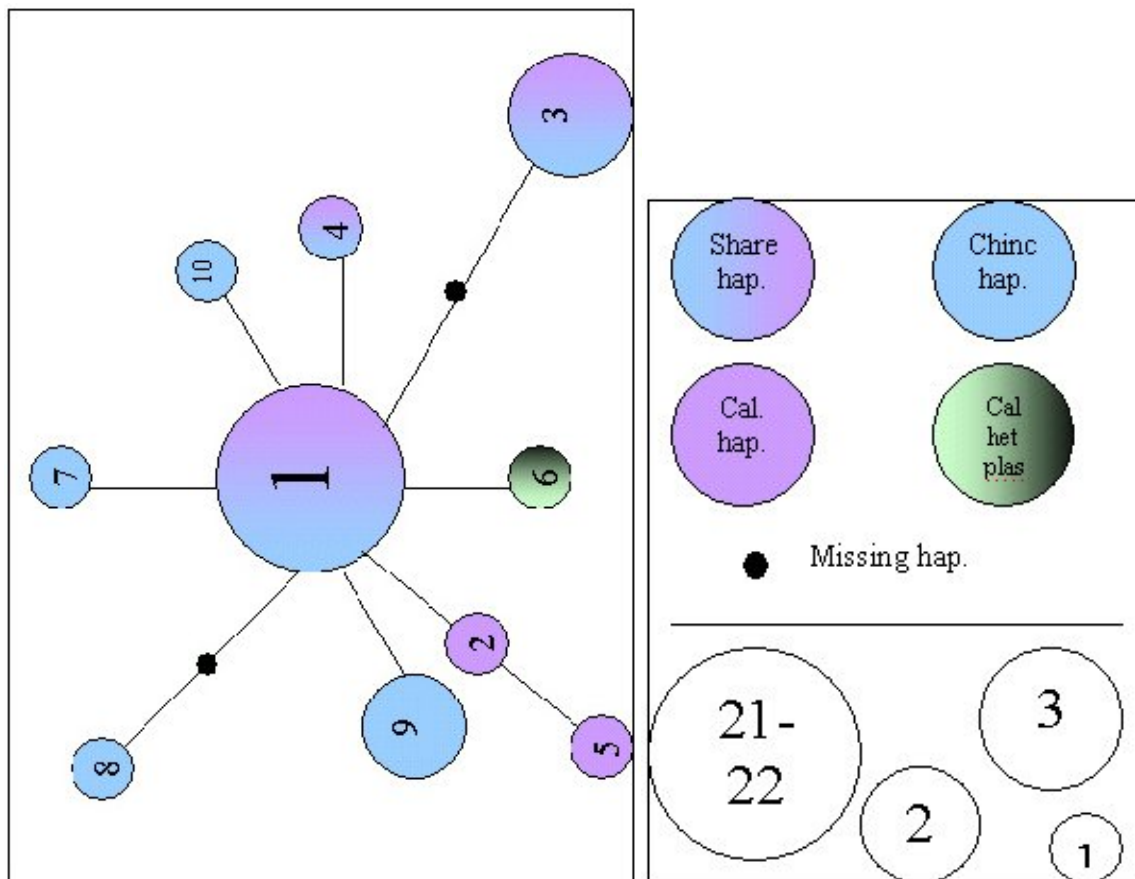 3
4
10
1
7
6
2
9
8
5
Share
hap.
Chinc
hap.
Cal.
hap.
Cal
het
plas
Missing hap.
21-
22
3
2
1